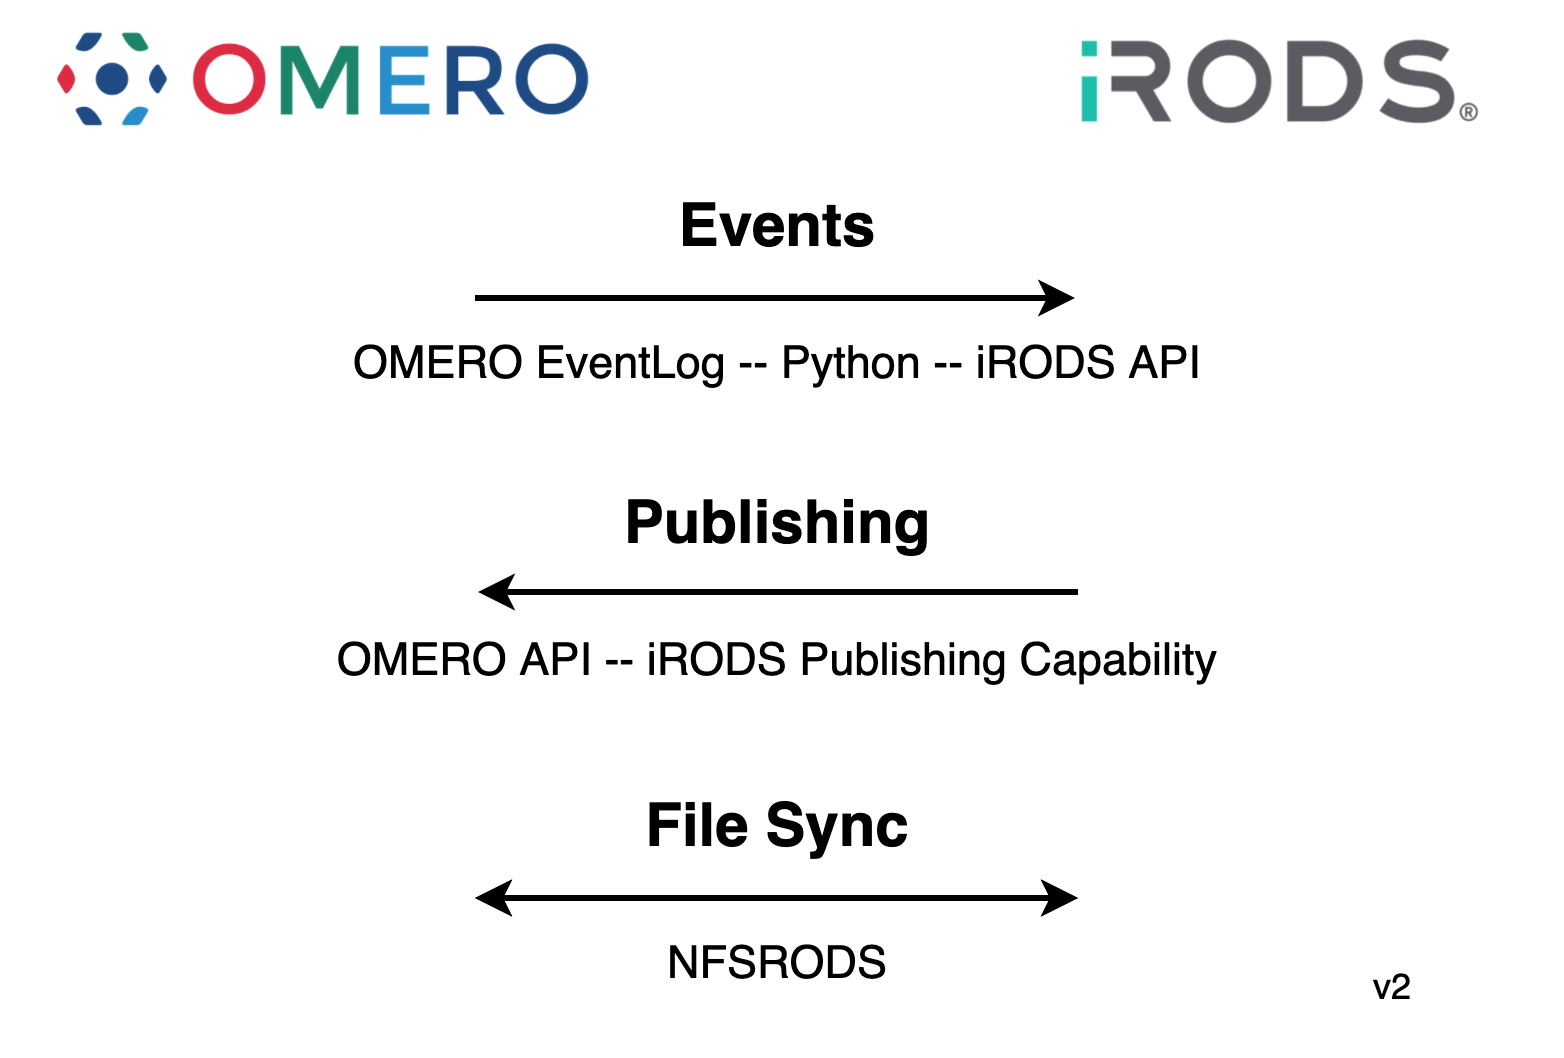 OMERO
iRODS®
Events
OMERO EventLog -- Python -- iRODS API
Publishing
OMERO API -- iRODS Publishing Capability
File Sync
NFSRODS
v2